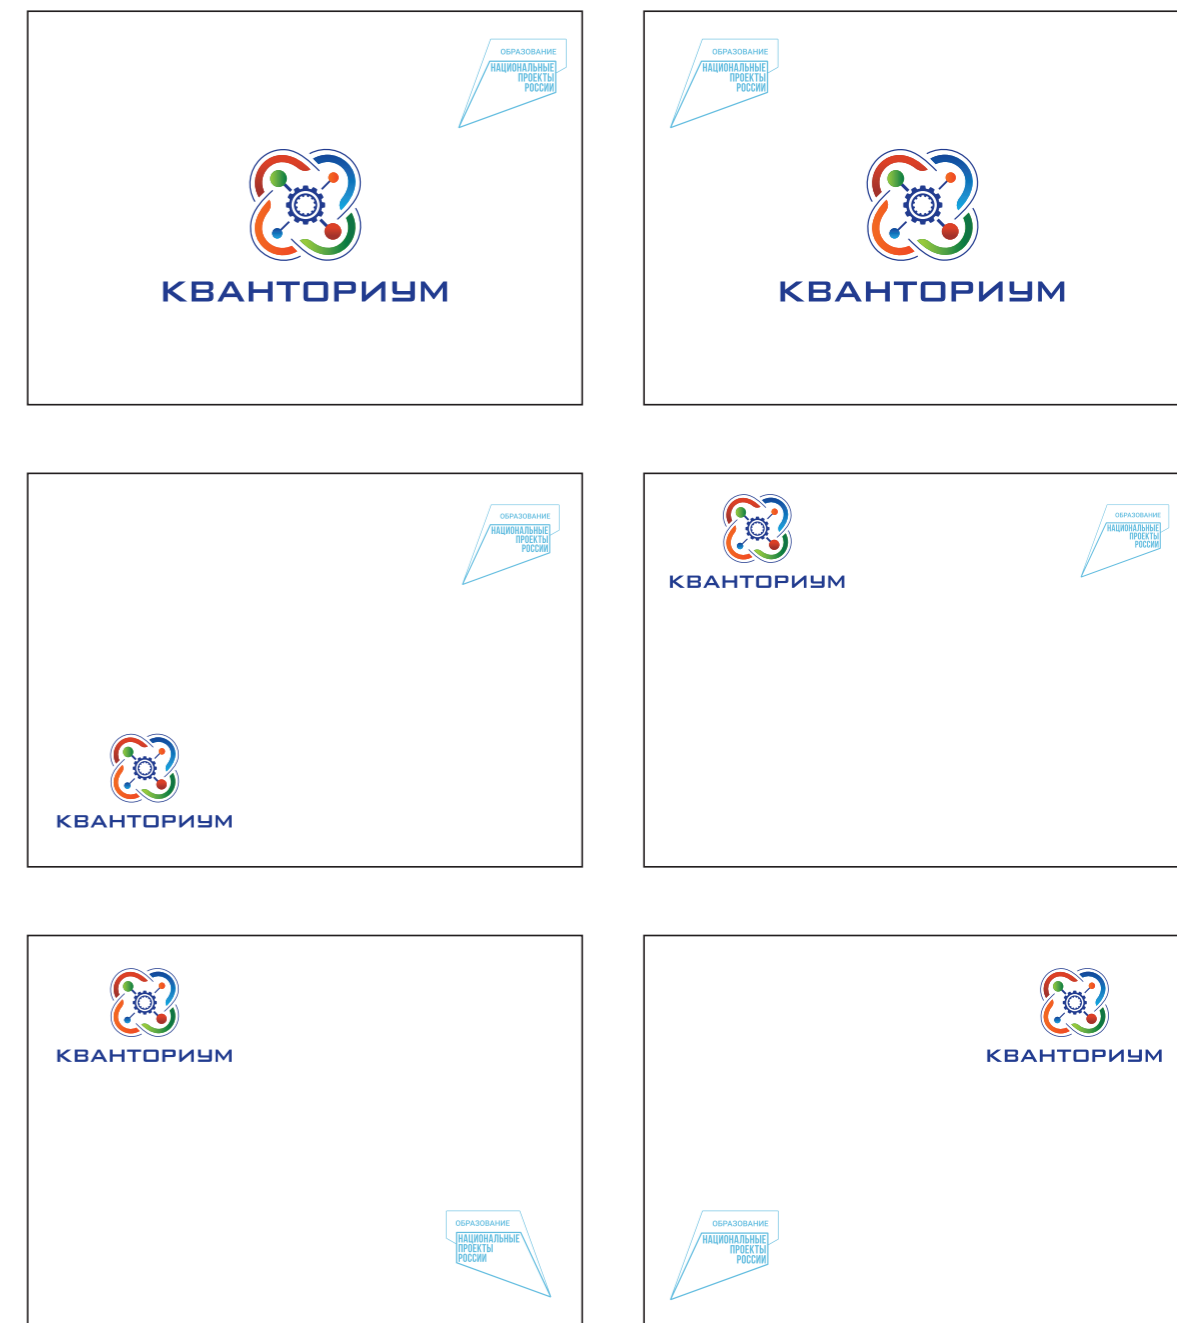 ОБРАЗОВАНИЕ
НАЦИОНАЛЬНЫЕ
ПРОЕКТЫ
РОССИИ
КВАНТОРИУМ
ОБРАЗОВАНИЕ
НАЦИОНАЛЬНЫЕ
ПРОЕКТЫ
РОССИИ
КВАНТОРИУМ
ОБРАЗОВАНИЕ
НАЦИОНАЛЬНЫЕ
ПРОЕКТЫ
РОССИИ
КВАНТОРИУМ
КВАНТОРИУМ
ОБРАЗОВАНИЕ
НАЦИОНАЛЬНЫЕ
ПРОЕКТЫ
РОССИИ
КВАНТОРИУМ
ОБРАЗОВАНИЕ
НАЦИОНАЛЬНЫЕ
ПРОЕКТЫ
РОССИИ
КВАНТОРИУМ
ОБРАЗОВАНИЕ
НАЦИОНАЛЬНЫЕ
ПРОЕКТЫ
РОССИИ